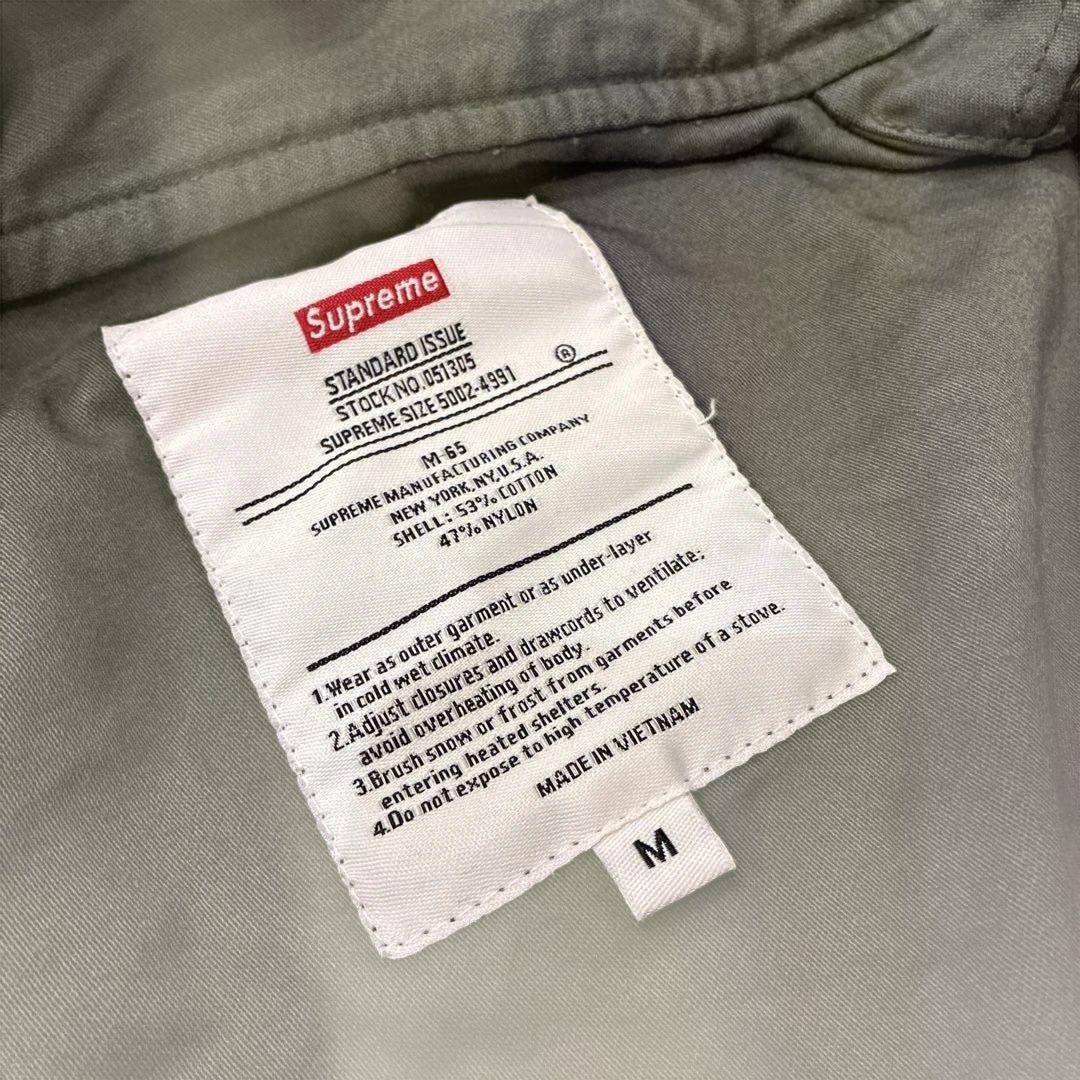 Supreme
STANDARD ISSUE
STOCK NO. 051305
SUPREME SIZE 5002-4991
®
M-65
SUPREME MANUFACTURING COMPANY
NEW YORK, NY, U.S.A.
SHELL: 53% COTTON
47% NYLON
1.Wear as outer garment or as under-layer
in cold wet climate.
2.Adjust closures and drawcords to ventilate;
avoid overheating of body.
3.Brush snow or frost from garments before
entering heated shelters.
4.Do not expose to high temperature of a stove.
MADE IN VIETNAM
M